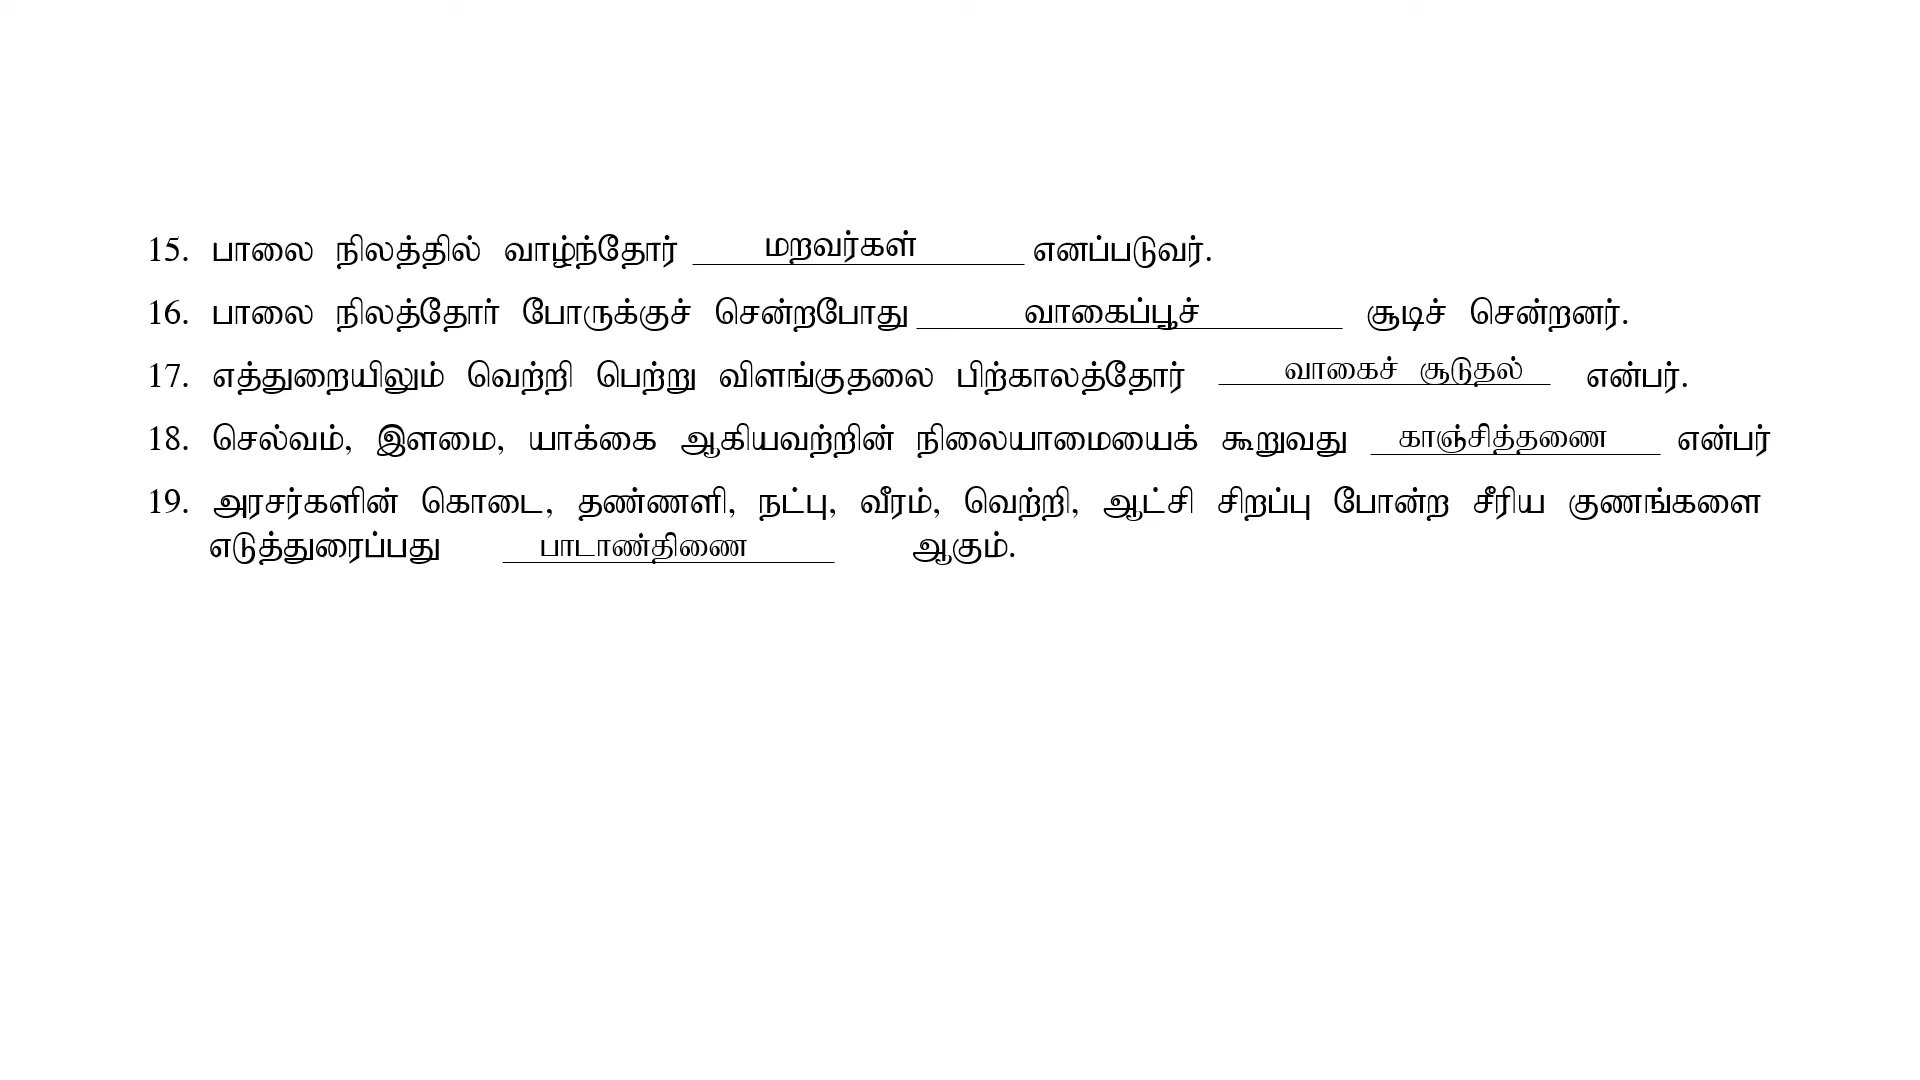 15. பாலை நிலத்தில் வாழ்ந்தோர் மறவர்கள் எனப்படுவர்.
16. பாலை நிலத்தோர் போருக்குச் சென்றபோது வாகைப்பூச் சூடிச் சென்றனர்.
17. எத்துறையிலும் வெற்றி பெற்று விளங்குதலை பிற்காலத்தோர் வாகைச் சூடுதல் என்பர்.
18. செல்வம், இளமை, யாக்கை ஆகியவற்றின் நிலையாமையைக் கூறுவது காஞ்சித்தணை என்பர்
19. அரசர்களின் கொடை, தண்ணளி, நட்பு, வீரம், வெற்றி, ஆட்சி சிறப்பு போன்ற சீரிய குணங்களை
எடுத்துரைப்பது பாடாண்திணை ஆகும்.